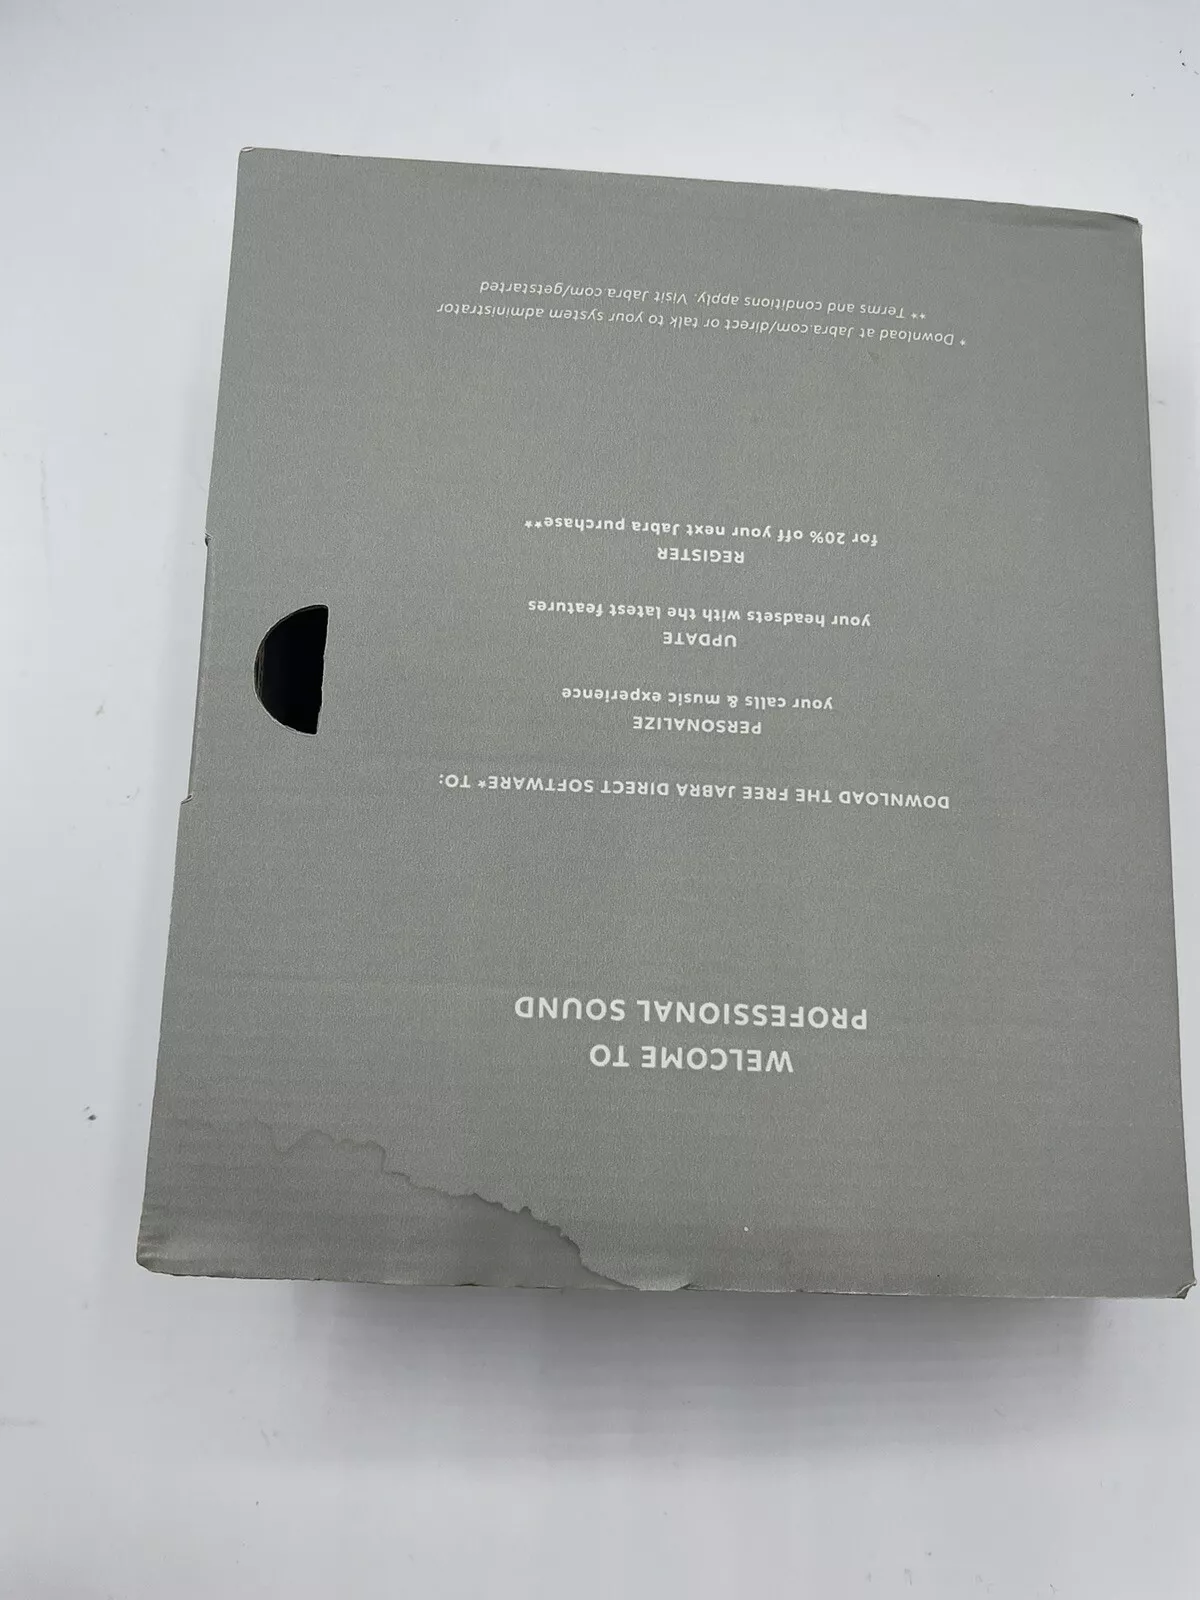 WELCOME TO
PROFESSIONAL SOUND
DOWNLOAD THE FREE JABRA DIRECT SOFTWARE* TO:
PERSONALIZE
your calls & music experience
UPDATE
your headsets with the latest features
REGISTER
for 20% off your next Jabra purchase**
* Download at Jabra.com/direct or talk to your system administrator
** Terms and conditions apply. Visit Jabra.com/getstarted